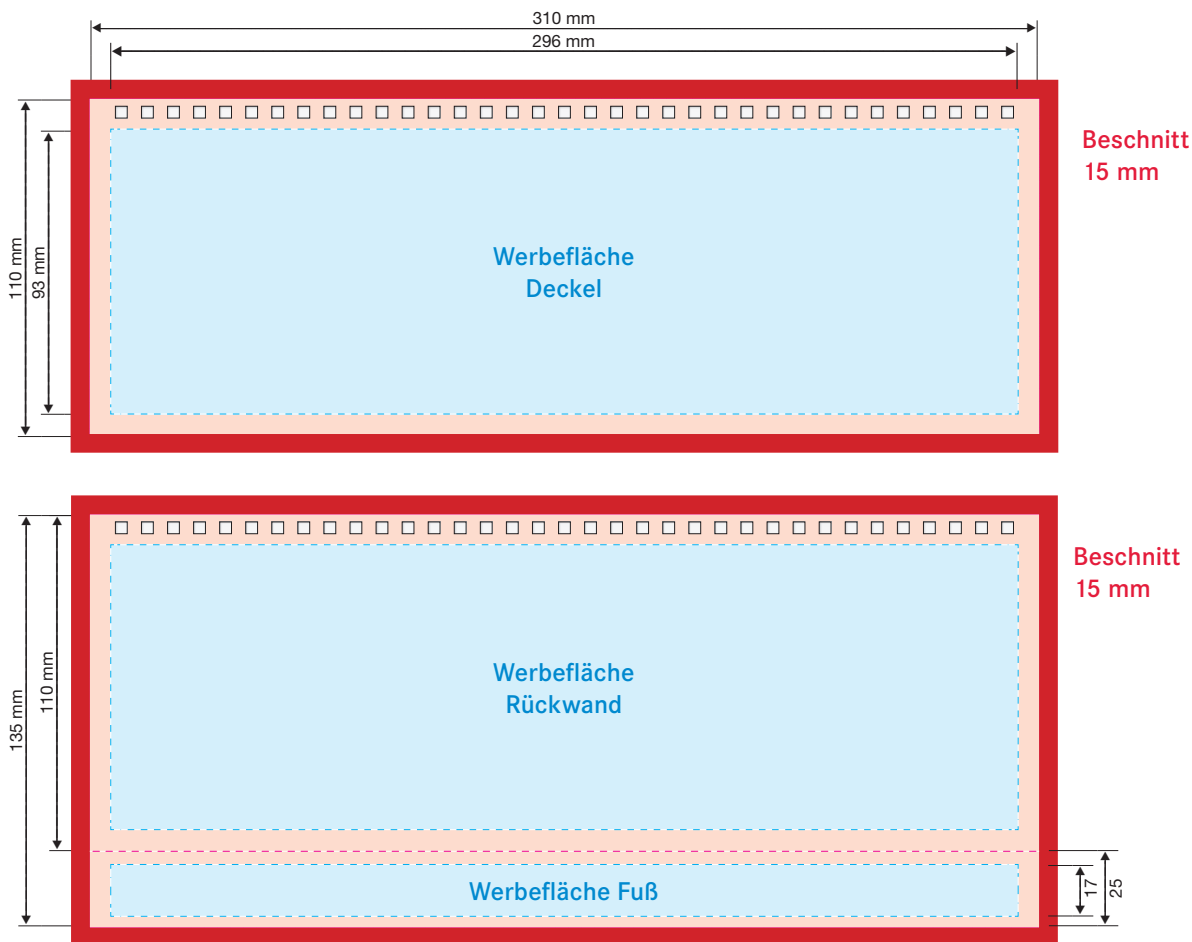 310 mm
296 mm
110 mm
93 mm
Beschnitt
15 mm
Werbefläche
Deckel
135 mm
110 mm
Beschnitt
15 mm
Werbefläche
Rückwand
Werbefläche Fuß
17
25